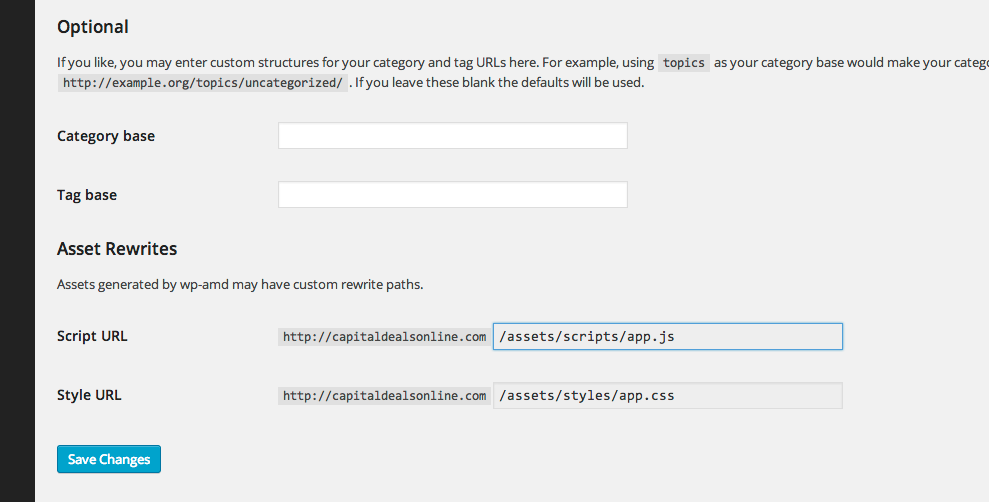 Optional
If you like, you may enter custom structures for your category and tag URLs here. For example, using topics as your category base would make your catego
http://example.org/topics/uncategorized/ . If you leave these blank the defaults will be used.
Category base
Tag base
Asset Rewrites
Assets generated by wp-amd may have custom rewrite paths.
Script URL http://capitaldealsonline.com /assets/scripts/app.js
Style URL http://capitaldealsonline.com /assets/styles/app.css
Save Changes